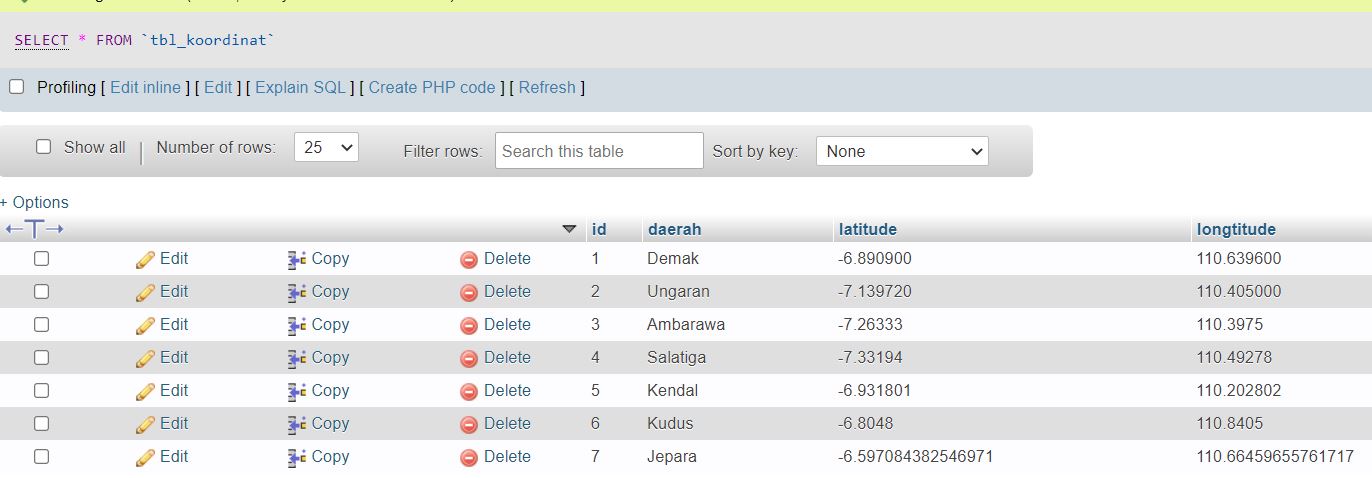 SELECT * FROM `tbl_koordinat`
Profiling [ Edit inline ] [ Edit ] [ Explain SQL ] [ Create PHP code ] [ Refresh ]
Show all | Number of rows: 25 Filter rows: Search this table Sort by key: None
+ Options
←T→ id daerah latitude longtitude
Edit Copy Delete 1 Demak -6.890900 110.639600
Edit Copy Delete 2 Ungaran -7.139720 110.405000
Edit Copy Delete 3 Ambarawa -7.26333 110.3975
Edit Copy Delete 4 Salatiga -7.33194 110.49278
Edit Copy Delete 5 Kendal -6.931801 110.202802
Edit Copy Delete 6 Kudus -6.8048 110.8405
Edit Copy Delete 7 Jepara -6.597084382546971 110.66459655761717